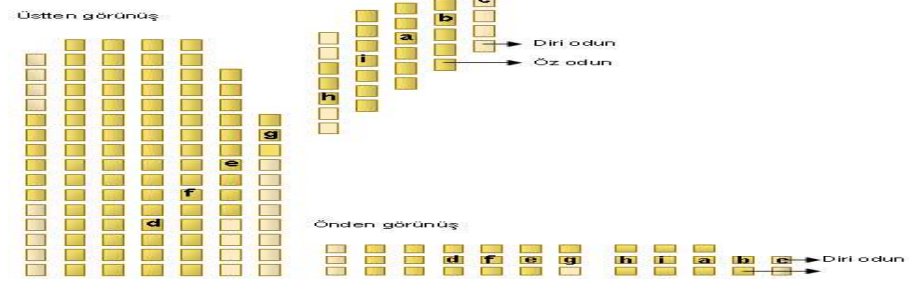 Üstten görünüş
c
b
a
Diri odun
i
Öz odun
h
g
e
f
d
Önden görünüş
d f e g h i a b c Diri odun